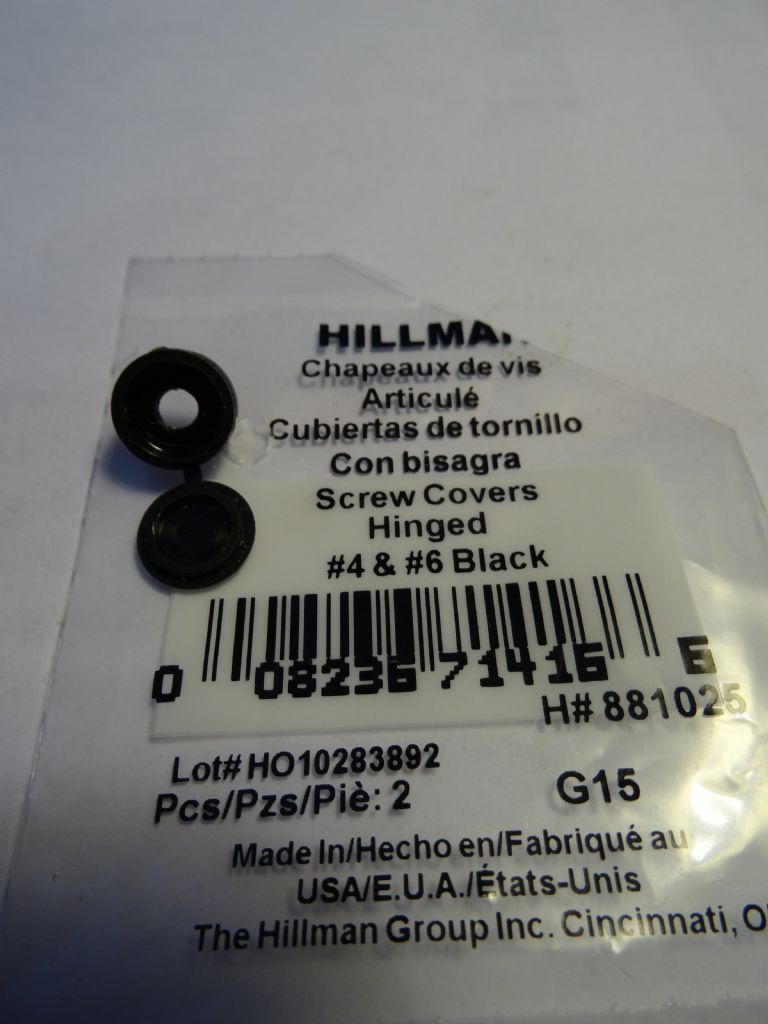 HILLMAN
Chapeaux de vis
Articulé
Cubiertas de tornillo
Con bisagra
Screw Covers
Hinged
#4 & #6 Black
0 08236 71416 6
H# 881025
Lot# HO10283892
Pcs/Pzs/Piè: 2 G15
Made In/Hecho en/Fabriqué au
USA/E.U.A./États-Unis
The Hillman Group Inc. Cincinnati, O